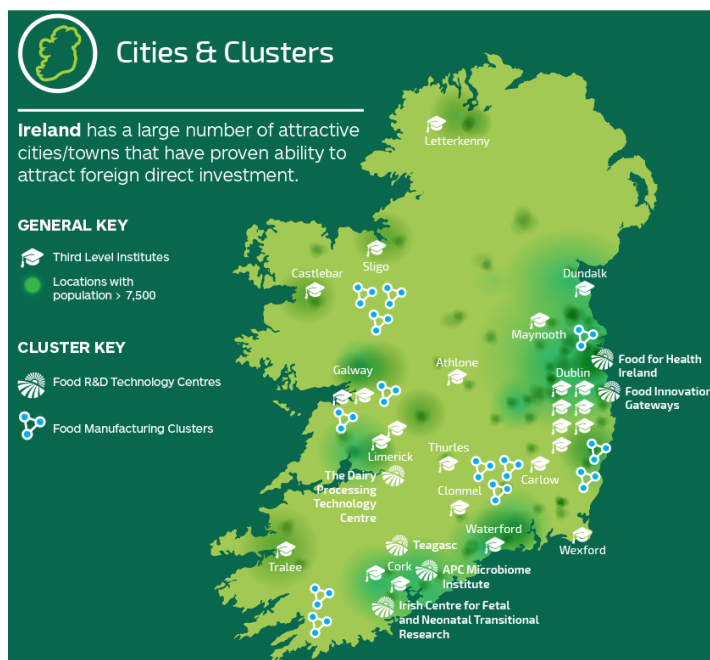 Cities & Clusters
Ireland has a large number of attractive
cities/towns that have proven ability to
attract foreign direct investment.
GENERAL KEY
Third Level Institutes
Locations with
population > 7,500
CLUSTER KEY
Food R&D Technology Centres
Food Manufacturing Clusters
Letterkenny
Sligo
Castlebar
Dundalk
Maynooth
Food for Health
Ireland
Athlone
Galway
Dublin
Food Innovation
Gateways
Limerick
Thurles
The Dairy
Processing
Technology
Centre
Carlow
Clonmel
Waterford
Wexford
Teagasc
Tralee
Cork
APC Microbiome
Institute
Irish Centre for Fetal
and Neonatal Transitional
Research